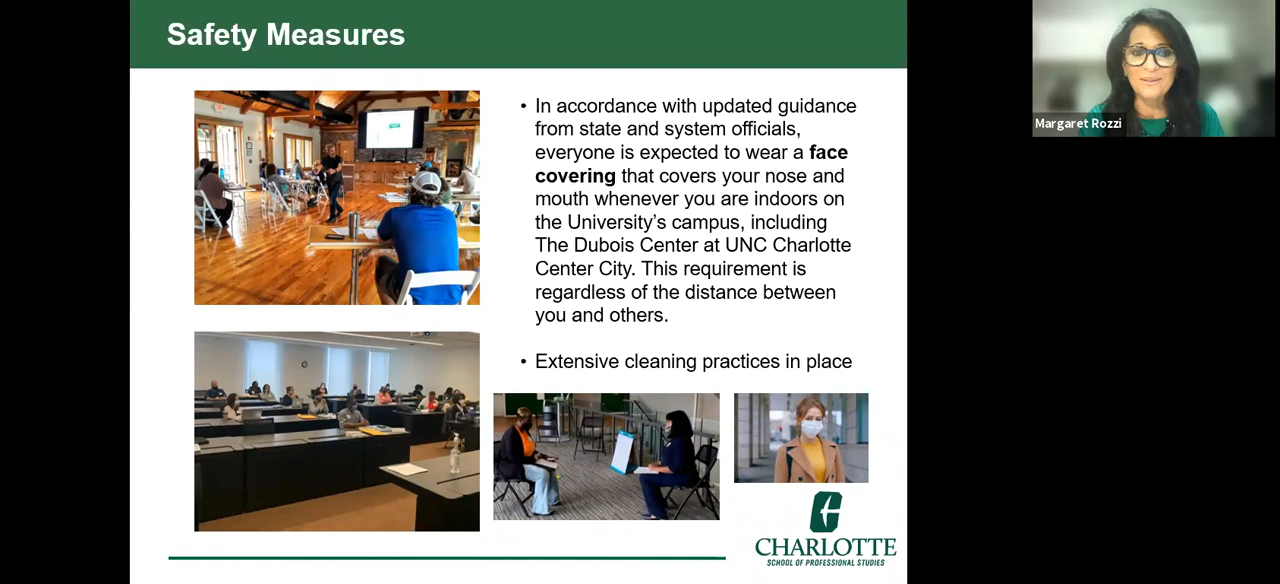 Safety Measures
• In accordance with updated guidance
from state and system officials,
everyone is expected to wear a face
covering that covers your nose and
mouth whenever you are indoors on
the University's campus, including
The Dubois Center at UNC Charlotte
Center City. This requirement is
regardless of the distance between
you and others.
• Extensive cleaning practices in place
CHARLOTTE
SCHOOL OF PROFESSIONAL STUDIES
Margaret Rozzi